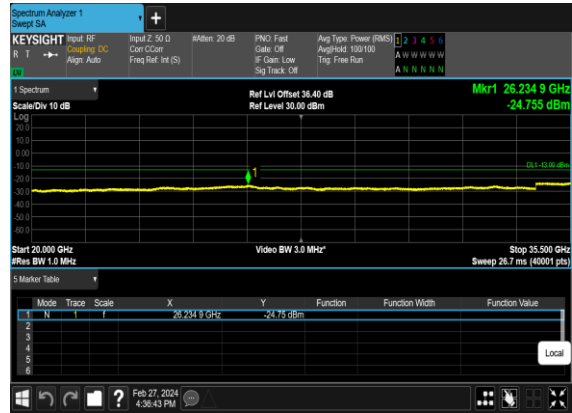 Spectrum Analyzer 1
Swept SA
+
KEYSIGHT
R T
LW
Input: RF
Coupling: DC
Align: Auto
Input Z: 50 Ω
Corr CCorr
Freq Ref: Int (S)
#Atten: 20 dB
PNO: Fast
Gate: Off
IF Gain: Low
Sig Track: Off
Avg Type: Power (RMS)
Avg|Hold: 100/100
Trig: Free Run
1 2 3 4 5 6
A W W W W W
A N N N N N
1 Spectrum
Scale/Div 10 dB
Ref Lvl Offset 36.40 dB
Ref Level 30.00 dBm
Mkr1 26.234 9 GHz
-24.755 dBm
Log
20.0
10.0
0.00
-10.0
-20.0
-30.0
-40.0
-50.0
-60.0
1
DL1 -13.00 dBm
Start 20.000 GHz
#Res BW 1.0 MHz
Video BW 3.0 MHz*
Stop 35.500 GHz
Sweep 26.7 ms (40001 pts)
5 Marker Table
Mode Trace Scale X Y Function Function Width Function Value
1 N 1 f 26.234 9 GHz -24.75 dBm
2
3
4
5
6
Local
?
Feb 27, 2024
4:36:43 PM